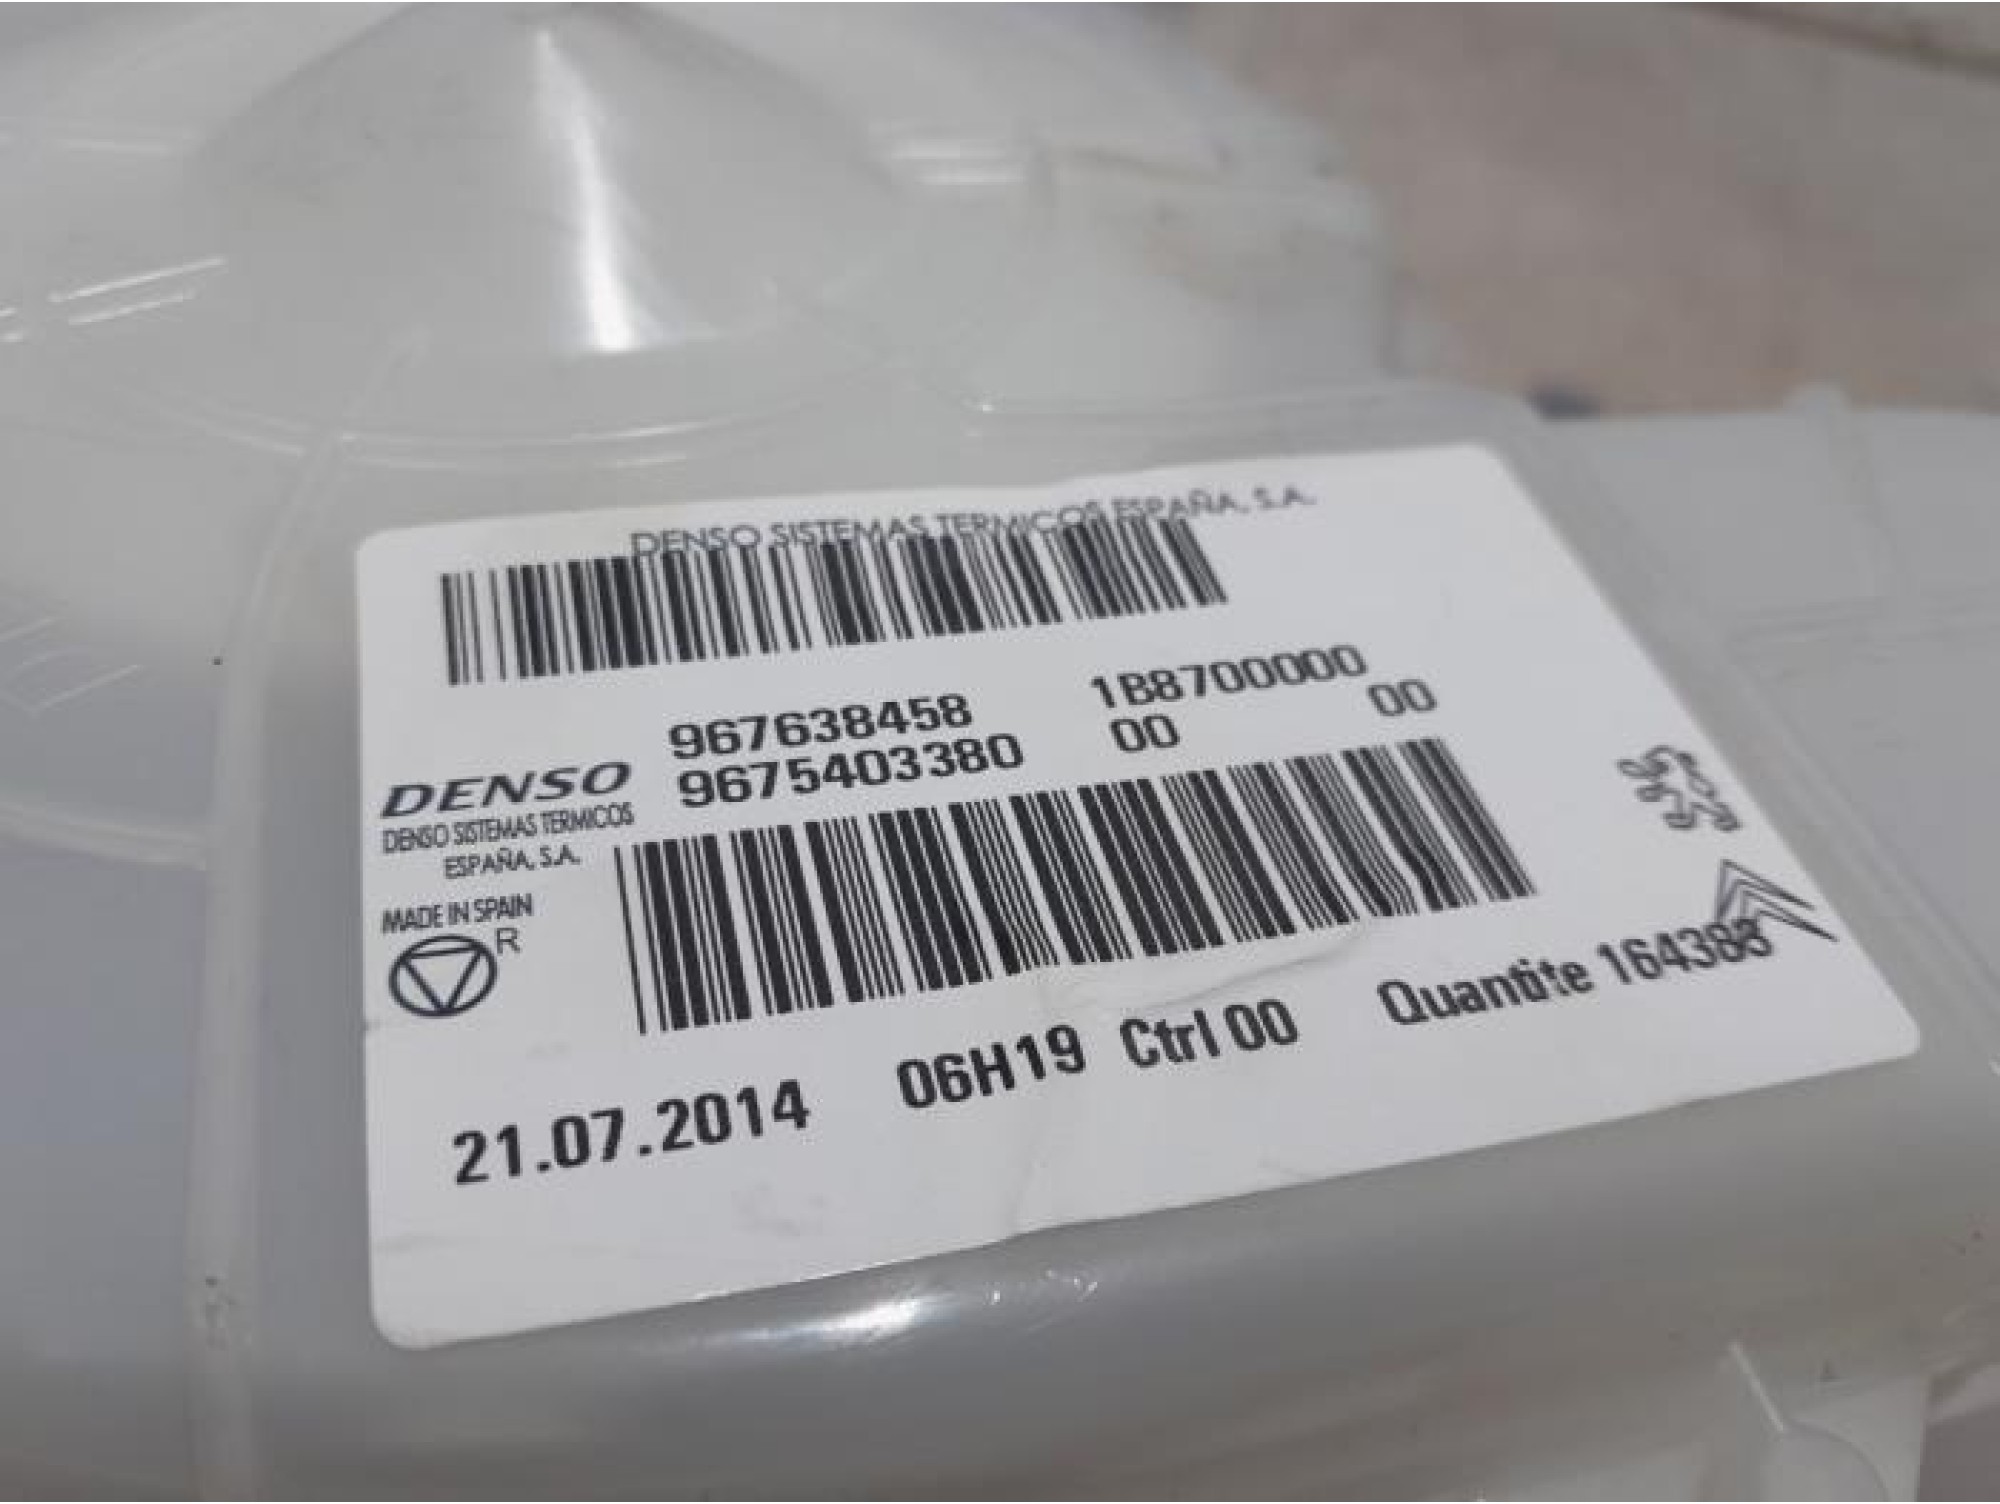 DENSO SISTEMAS TERMICOS ESPAÑA, S.A.
967638458 1B8700000
9675403380 00 00
DENSO
DENSO SISTEMAS TERMICOS
ESPAÑA, S.A.
MADE IN SPAIN
R
21.07.2014 06H19 Ctrl 00 Quantite 164383